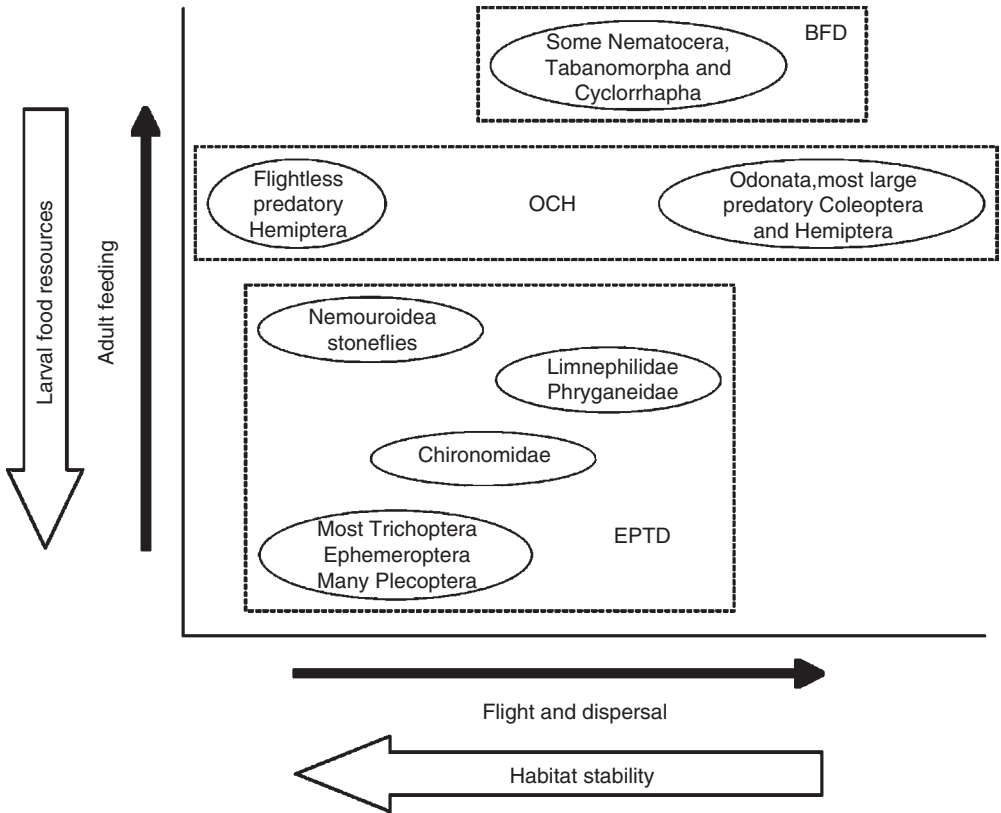 BFD
Some Nematocera,
Tabanomorpha and
Cyclorrhapha
Flightless
predatory
Hemiptera
OCH
Odonata,most large
predatory Coleoptera
and Hemiptera
Larval food resources
Adult feeding
Nemouroidea
stoneflies
Limnephilidae
Phryganeidae
Chironomidae
Most Trichoptera
Ephemeroptera
Many Plecoptera
EPTD
Flight and dispersal
Habitat stability